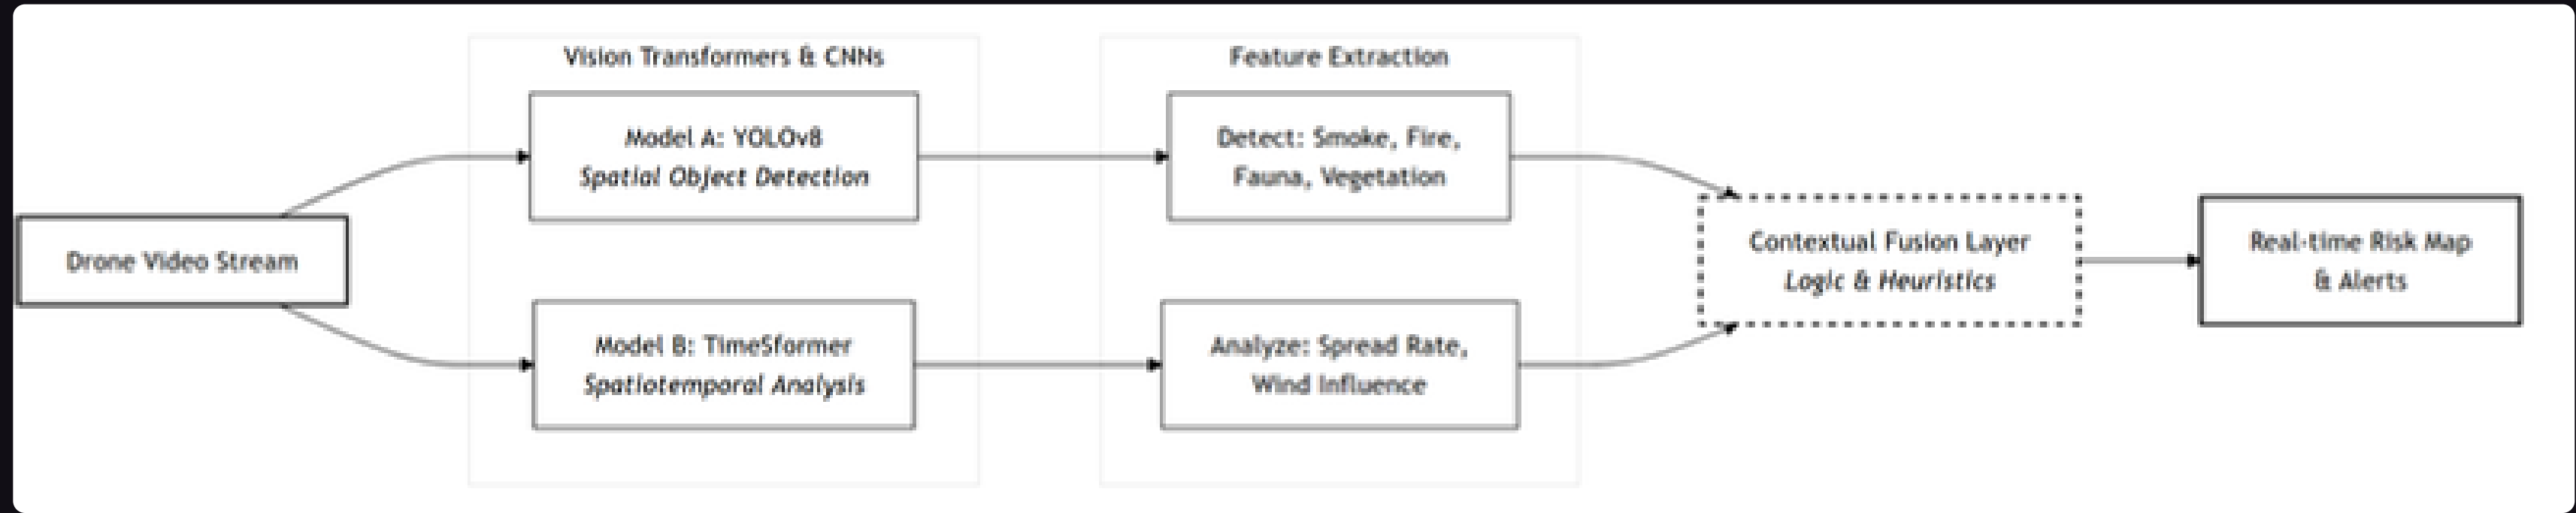 Vision Transformers & CNNs
Feature Extraction
Model A: YOLOv8
Spatial Object Detection
Detect: Smoke, Fire,
Fauna, Vegetation
Drone Video Stream
Contextual Fusion Layer
Logic & Heuristics
Real-time Risk Map
& Alerts
Model B: TimeSformer
Spatiotemporal Analysis
Analyze: Spread Rate,
Wind Influence